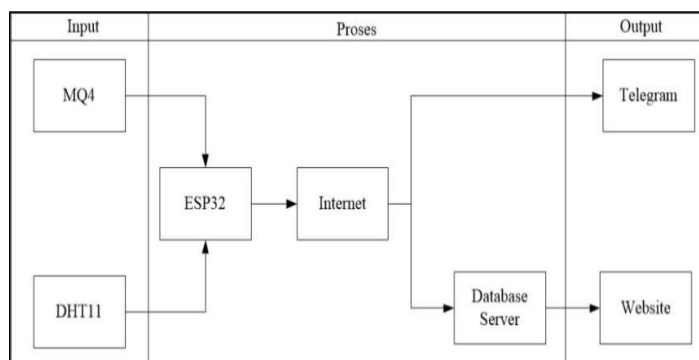 Input
Proses
Output
MQ4
Telegram
ESP32
Internet
DHT11
Database
Server
Website